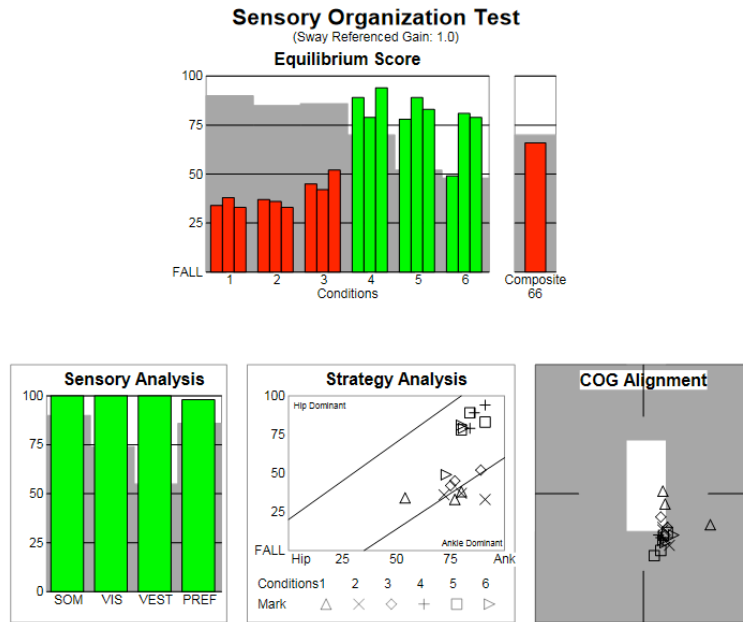 Sensory Organization Test
(Sway Referenced Gain: 1.0)
Equilibrium Score
100
75
50
25
FALL
1 2 3 4 5 6
Conditions
Composite
66
Sensory Analysis
100
75
50
25
0
SOM VIS VEST PREF
Strategy Analysis
100
75
50
25
FALL
Hip Dominant
Ankle Dominant
Hip 25 50 75 Ank
Conditions1 2 3 4 5 6
Mark
COG Alignment